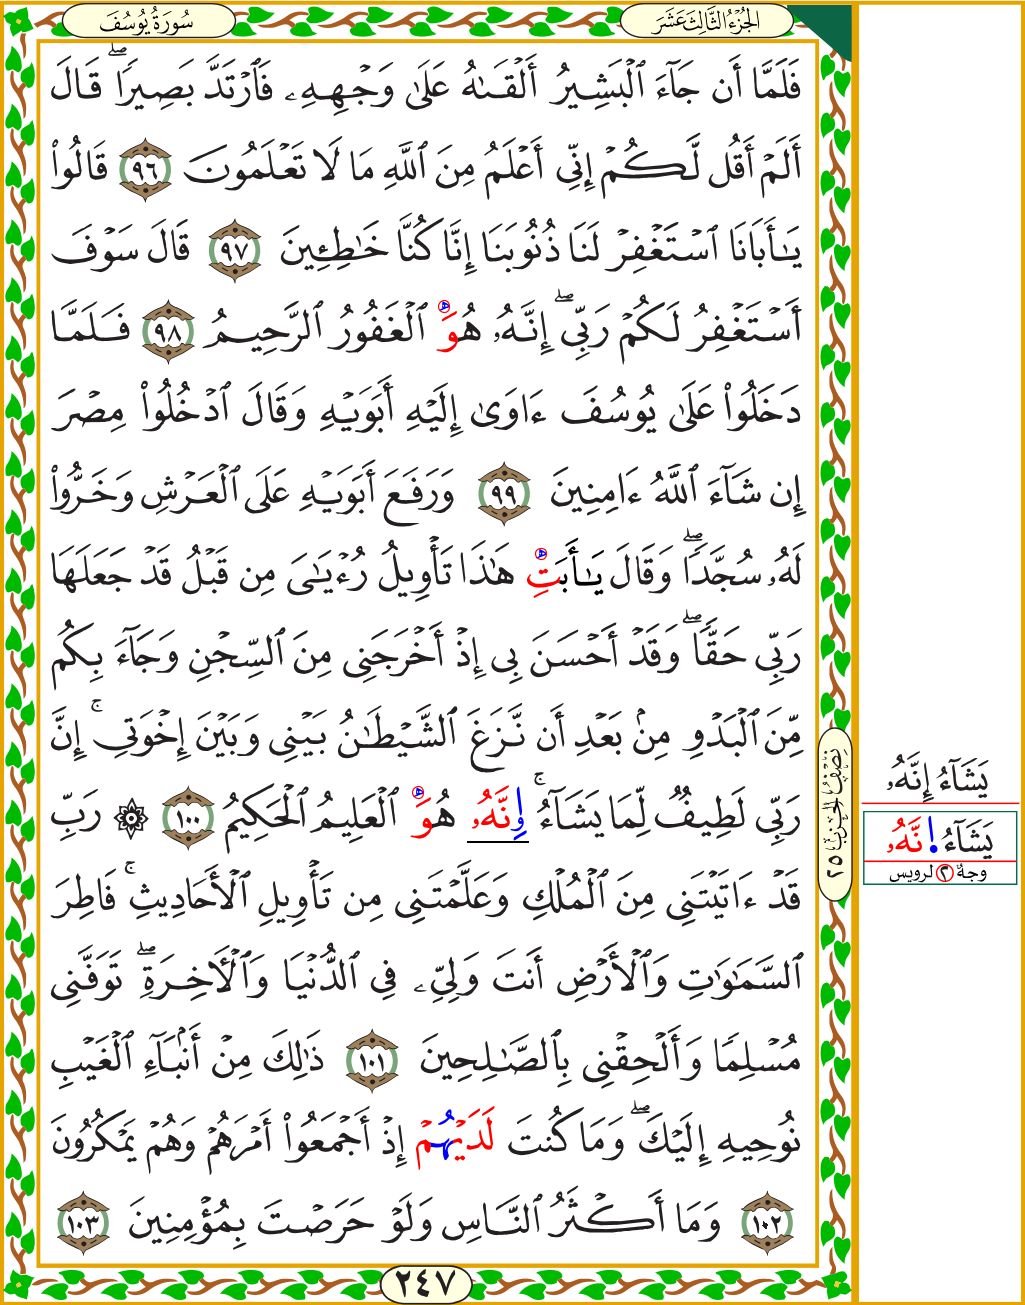 الجُزْءُ الثَّالِثَ عَشَرَ
سُورَةُ يُوسُفَ
فَلَمَّآ أَن جَآءَ ٱلْبَشِيرُ أَلْقَىٰهُ عَلَىٰ وَجْهِهِۦ فَٱرْتَدَّ بَصِيرًاۖ قَالَ
أَلَمْ أَقُل لَّكُمْ إِنِّىٓ أَعْلَمُ مِنَ ٱللَّهِ مَا لَا تَعْلَمُونَ ٩٦ قَالُوا۟
يَـٰٓأَبَانَا ٱسْتَغْفِرْ لَنَا ذُنُوبَنَآ إِنَّا كُنَّا خَـٰطِـِٔينَ ٩٧ قَالَ سَوْفَ
أَسْتَغْفِرُ لَكُمْ رَبِّىٓۖ إِنَّهُۥ هُوَ ٱلْغَفُورُ ٱلرَّحِيمُ ٩٨ فَلَمَّا
دَخَلُوا۟ عَلَىٰ يُوسُفَ ءَاوَىٰٓ إِلَيْهِ أَبَوَيْهِ وَقَالَ ٱدْخُلُوا۟ مِصْرَ
إِن شَآءَ ٱللَّهُ ءَامِنِينَ ٩٩ وَرَفَعَ أَبَوَيْهِ عَلَى ٱلْعَرْشِ وَخَرُّوا۟
لَهُۥ سُجَّدًاۖ وَقَالَ يَـٰٓأَبَتِ هَـٰذَا تَأْوِيلُ رُءْيَـٰىَ مِن قَبْلُ قَدْ جَعَلَهَا
رَبِّى حَقًّاۖ وَقَدْ أَحْسَنَ بِىٓ إِذْ أَخْرَجَنِى مِنَ ٱلسِّجْنِ وَجَآءَ بِكُم
مِّنَ ٱلْبَدْوِ مِنۢ بَعْدِ أَن نَّزَغَ ٱلشَّيْطَـٰنُ بَيْنِى وَبَيْنَ إِخْوَتِىٓۚ إِنَّ
رَبِّى لَطِيفٌ لِّمَا يَشَآءُۚ إِنَّهُۥ هُوَ ٱلْعَلِيمُ ٱلْحَكِيمُ ١٠٠ ۞ رَبِّ
قَدْ ءَاتَيْتَنِى مِنَ ٱلْمُلْكِ وَعَلَّمْتَنِى مِن تَأْوِيلِ ٱلْأَحَادِيثِۚ فَاطِرَ
ٱلسَّمَـٰوَٰتِ وَٱلْأَرْضِ أَنتَ وَلِىِّۦ فِى ٱلدُّنْيَا وَٱلْـَٔاخِرَةِۖ تَوَفَّنِى
مُسْلِمًا وَأَلْحِقْنِى بِٱلصَّـٰلِحِينَ ١٠١ ذَٰلِكَ مِنْ أَنۢبَآءِ ٱلْغَيْبِ
نُوحِيهِ إِلَيْكَۖ وَمَا كُنتَ لَدَيْهُمْ إِذْ أَجْمَعُوٓا۟ أَمْرَهُمْ وَهُمْ يَمْكُرُونَ
١٠٢ وَمَآ أَكْثَرُ ٱلنَّاسِ وَلَوْ حَرَصْتَ بِمُؤْمِنِينَ ١٠٣
٢٤٧
نِصْفُ الحِزْبِ ٢٥
يَشَآءُ إِنَّهُۥ
يَشَآءُ ا۪نَّهُۥ
وجهٌ ٢ لرويس